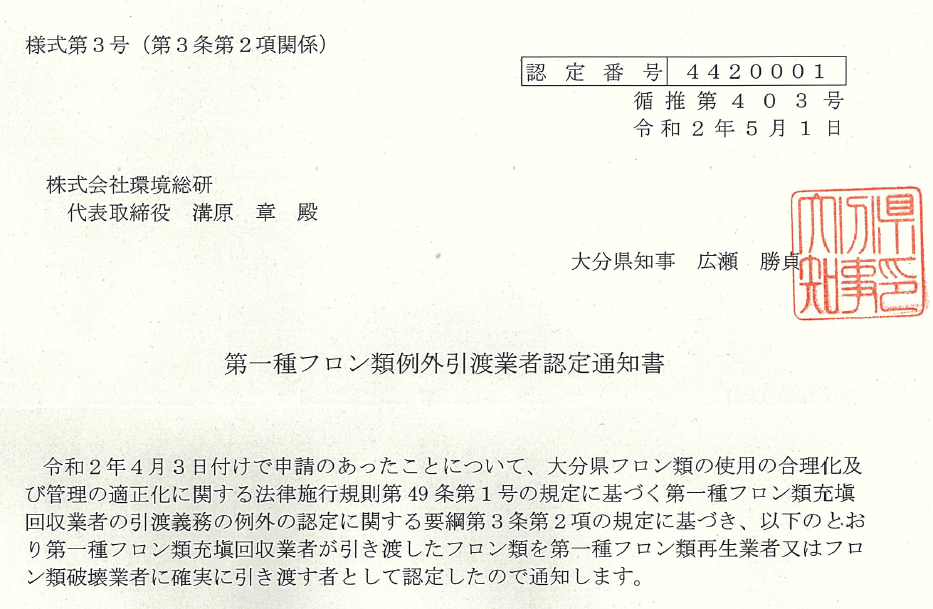 様式第３号（第３条第２項関係）
認定番号 ４４２０００１
循推第４０３号
令和２年５月１日
株式会社環境総研
代表取締役　溝原　章　殿
大分県知事　広瀬　勝貞
大分県
知事印
第一種フロン類例外引渡業者認定通知書
令和２年４月３日付けで申請のあったことについて、大分県フロン類の使用の合理化及
び管理の適正化に関する法律施行規則第 49 条第１号の規定に基づく第一種フロン類充塡
回収業者の引渡義務の例外の認定に関する要綱第３条第２項の規定に基づき、以下のとお
り第一種フロン類充塡回収業者が引き渡したフロン類を第一種フロン類再生業者又はフロ
ン類破壊業者に確実に引き渡す者として認定したので通知します。